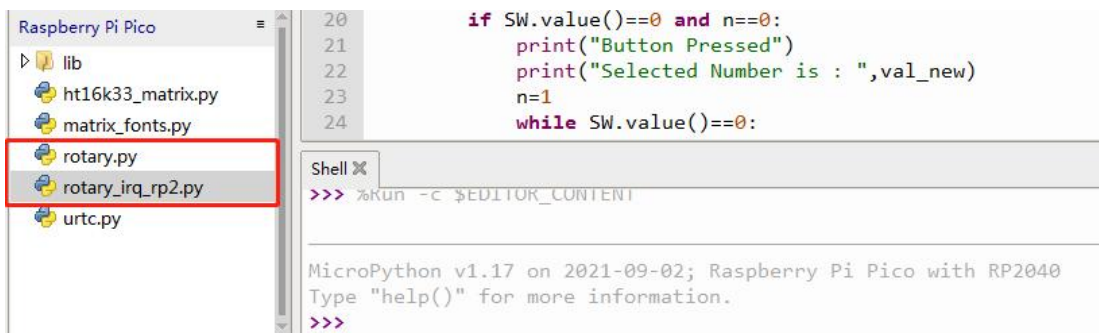 Raspberry Pi Pico
lib
ht16k33_matrix.py
matrix_fonts.py
rotary.py
rotary_irq_rp2.py
urtc.py
20 if SW.value()==0 and n==0:
21 print("Button Pressed")
22 print("Selected Number is : ",val_new)
23 n=1
24 while SW.value()==0:
Shell
>>> %Run -c $EDITOR_CONTENT
MicroPython v1.17 on 2021-09-02; Raspberry Pi Pico with RP2040
Type "help()" for more information.
>>>